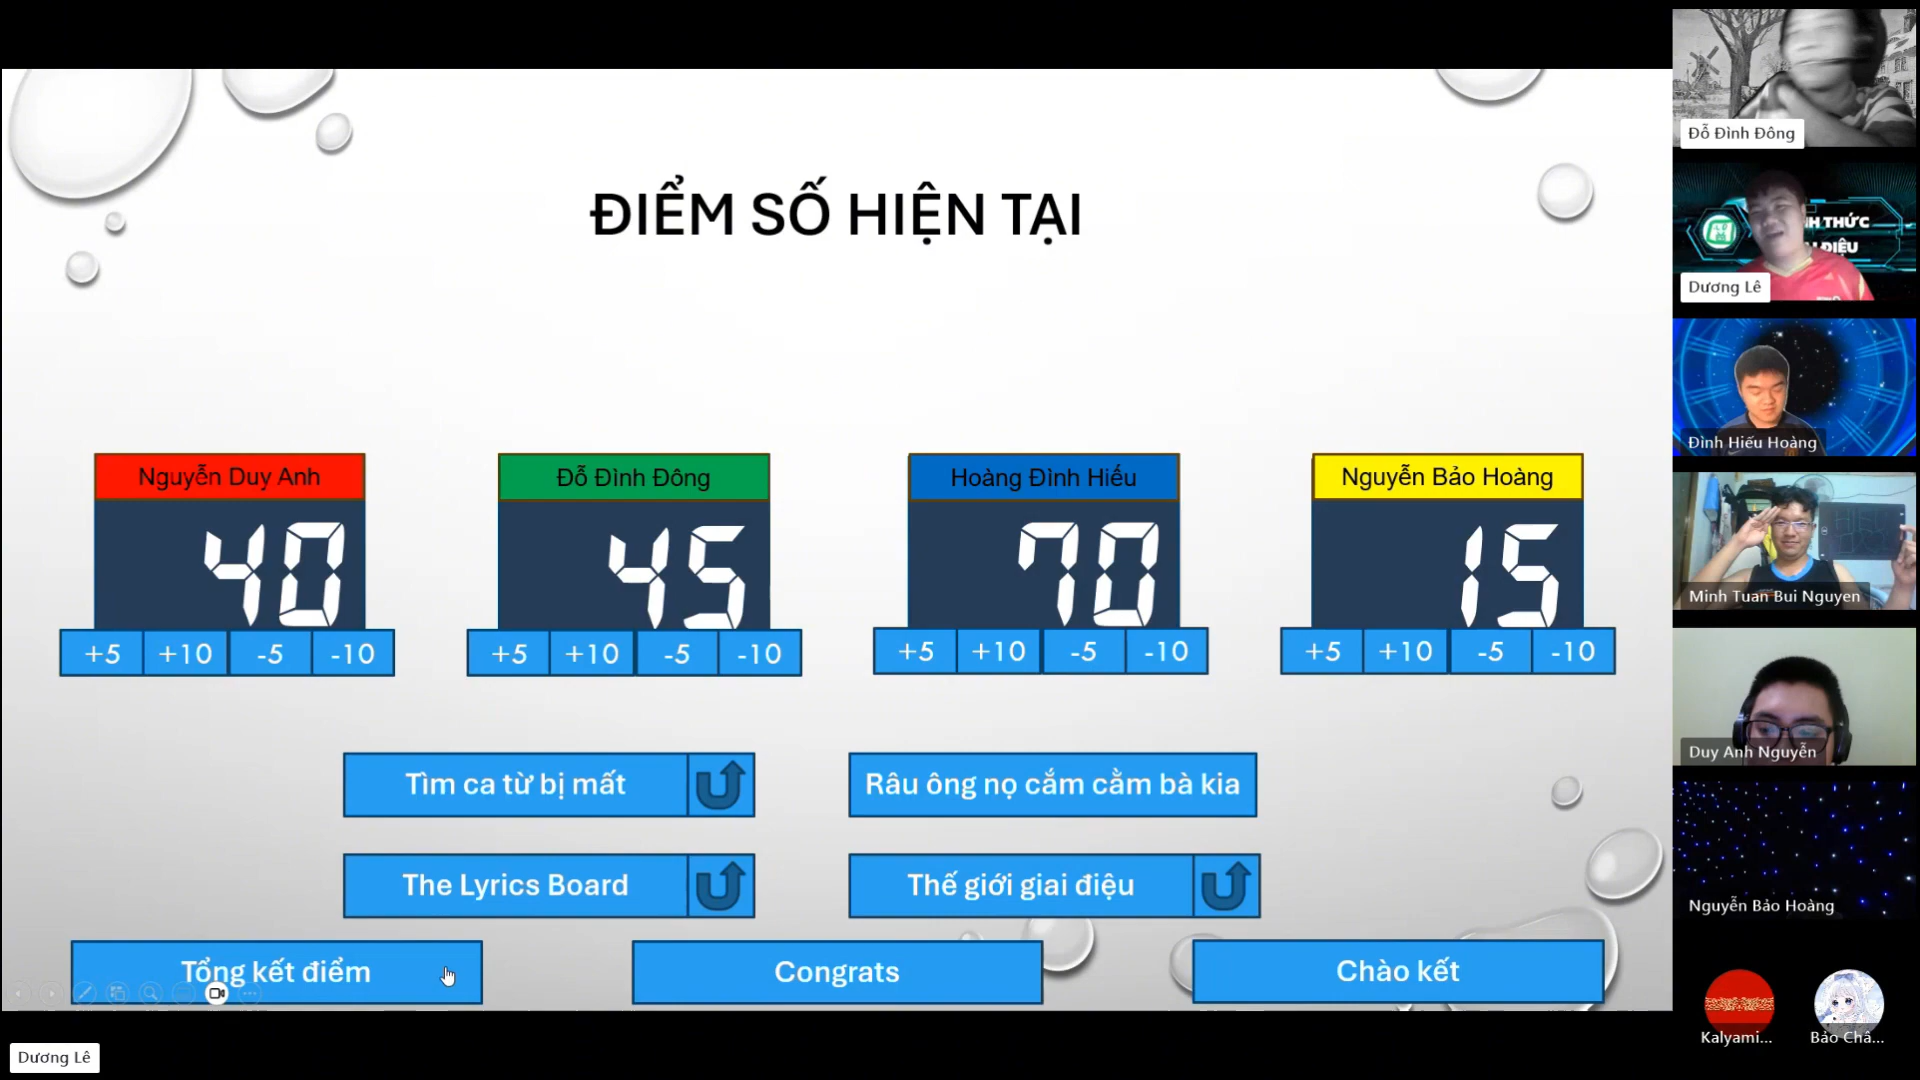 ĐIỂM SỐ HIỆN TẠI
Nguyễn Duy Anh
Đỗ Đình Đông
Hoàng Đình Hiếu
Nguyễn Bảo Hoàng
40
45
70
15
+5 +10 -5 -10
+5 +10 -5 -10
+5 +10 -5 -10
+5 +10 -5 -10
Tìm ca từ bị mất
Râu ông nọ cắm cằm bà kia
The Lyrics Board
Thế giới giai điệu
Tổng kết điểm
Congrats
Chào kết
Dương Lê
Đỗ Đình Đông
H THỨC
ĐIỆU
Dương Lê
Đình Hiếu Hoàng
Minh Tuan Bui Nguyen
Duy Anh Nguyễn
Nguyễn Bảo Hoàng
Kalyami...
Bảo Châ...